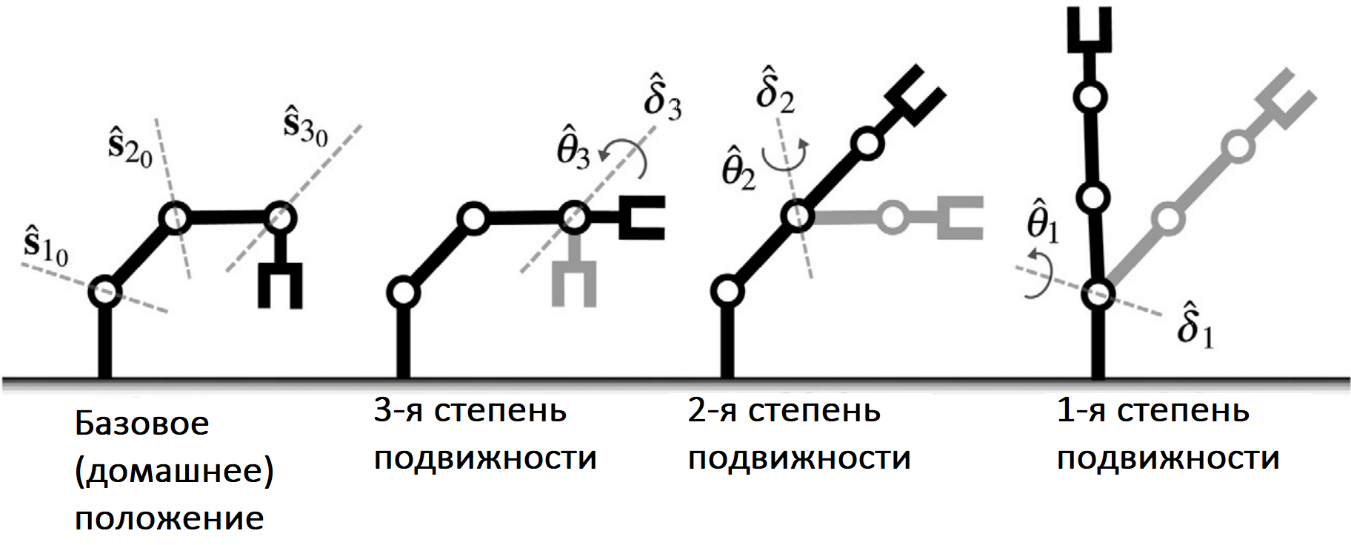 ŝ₁₀
ŝ₂₀
ŝ₃₀
θ̂₃
δ̂₃
δ̂₂
θ̂₂
θ̂₁
δ̂₁
Базовое
(домашнее)
положение
3-я степень
подвижности
2-я степень
подвижности
1-я степень
подвижности